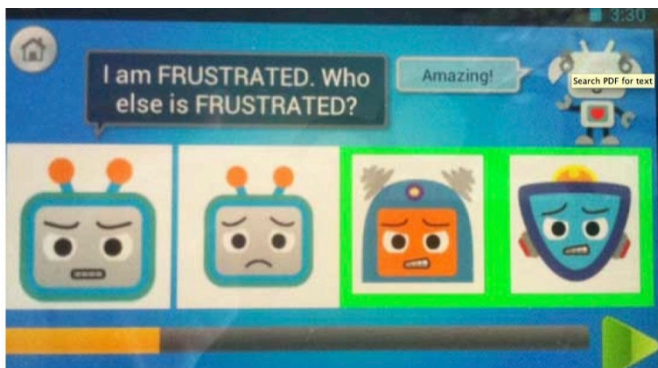 3:30
I am FRUSTRATED. Who
else is FRUSTRATED?
Amazing!
Search PDF for text